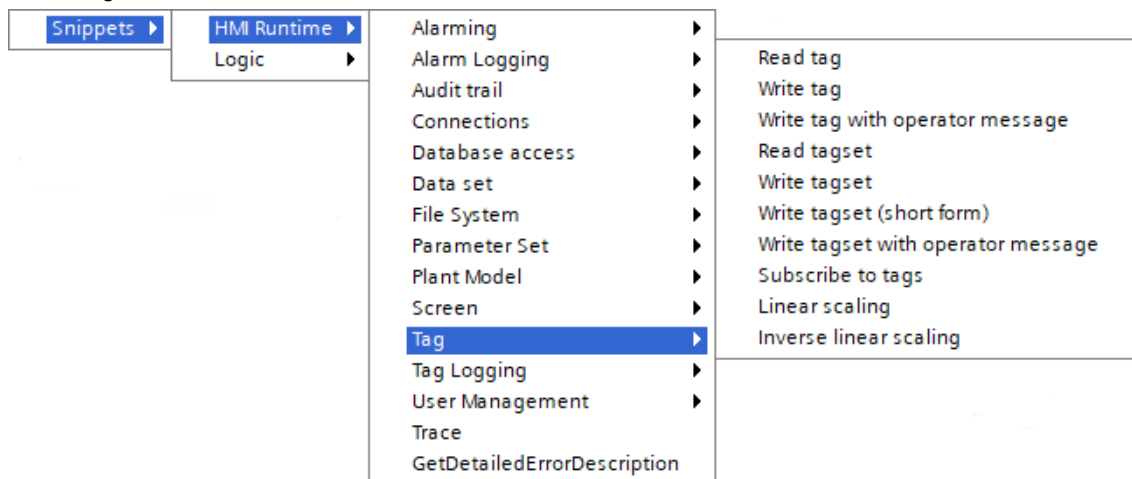 Snippets
HMI Runtime
Logic
Alarming
Alarm Logging
Audit trail
Connections
Database access
Data set
File System
Parameter Set
Plant Model
Screen
Tag
Tag Logging
User Management
Trace
GetDetailedErrorDescription
Read tag
Write tag
Write tag with operator message
Read tagset
Write tagset
Write tagset (short form)
Write tagset with operator message
Subscribe to tags
Linear scaling
Inverse linear scaling